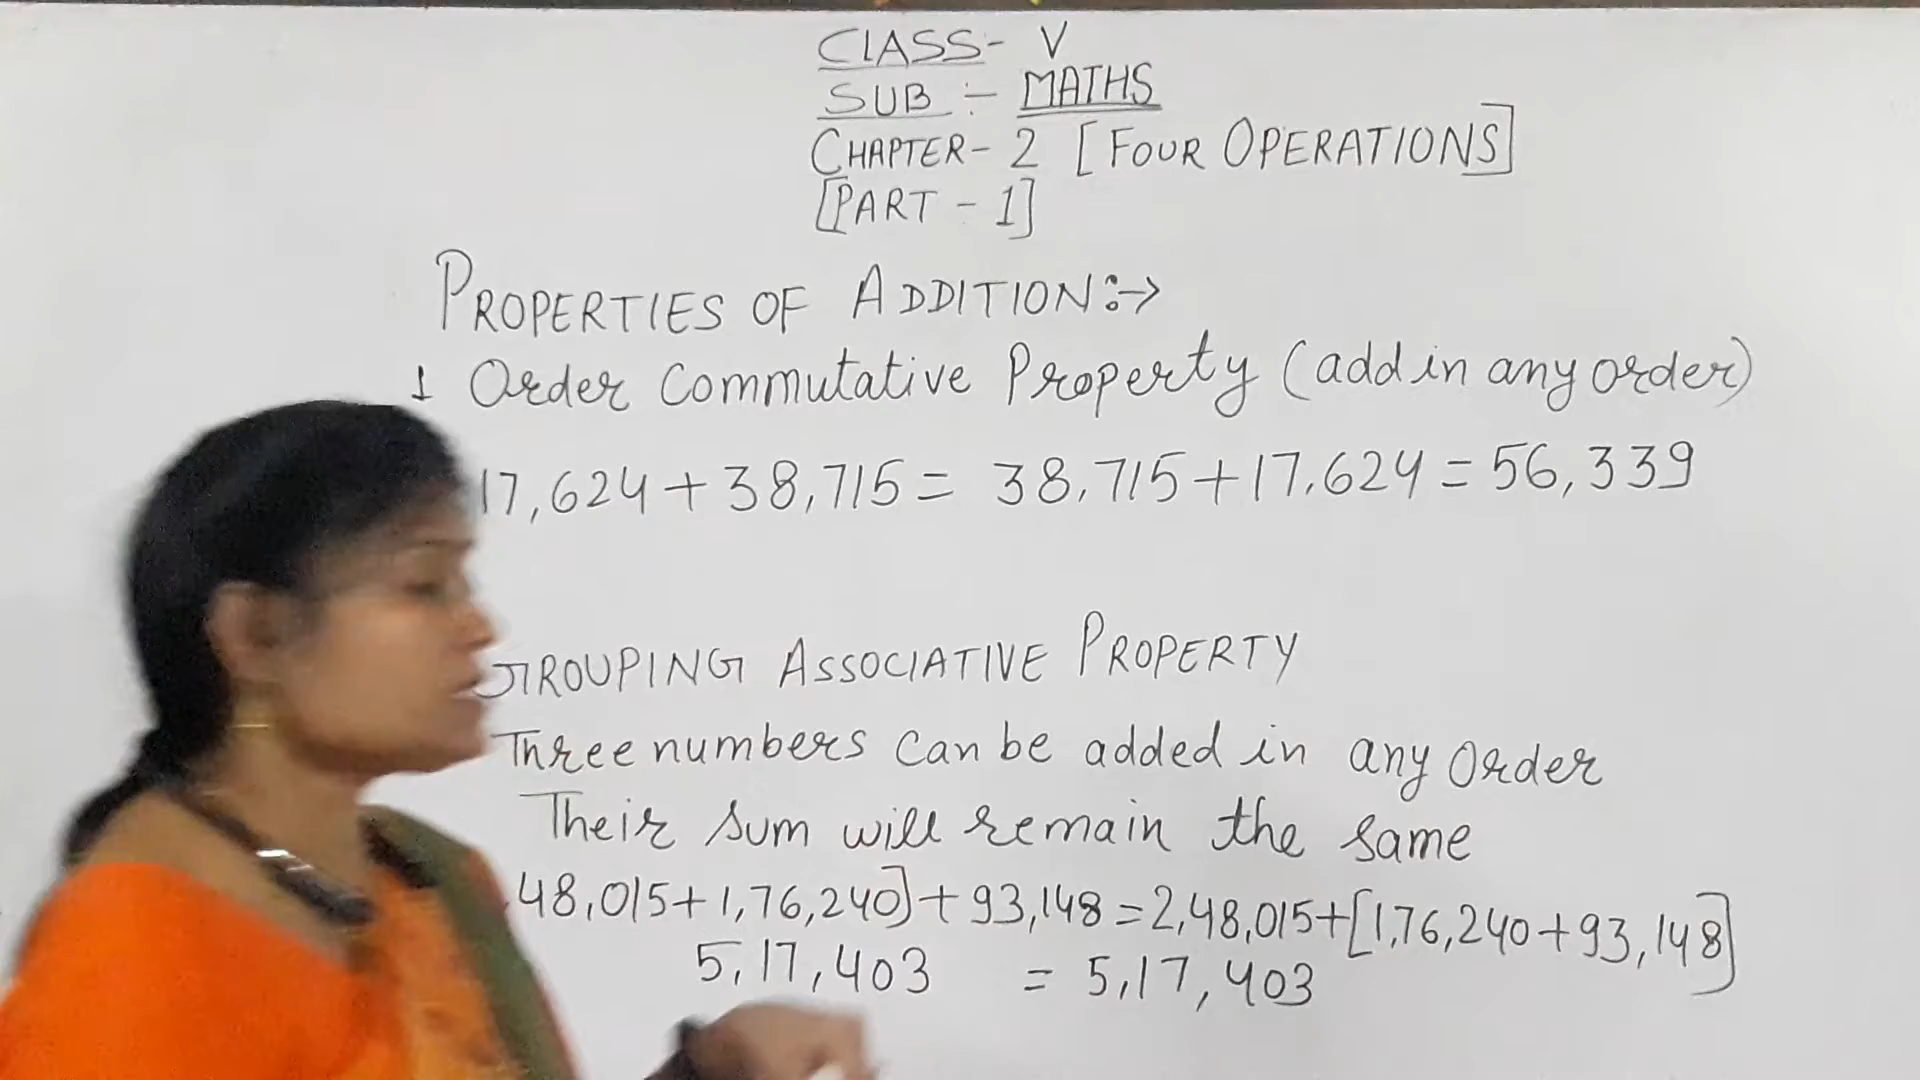 CLASS- V
SUB :- MATHS
CHAPTER- 2 [FOUR OPERATIONS]
[PART - 1]
PROPERTIES OF ADDITION:->
1 Order Commutative Property (add in any order)
17,624+38,715= 38,715+17,624=56,339
GROUPING ASSOCIATIVE PROPERTY
Three numbers can be added in any order
Their sum will remain the same
48,015+1,76,240]+93,148=2,48,015+[1,76,240+93,148]
5,17,403 = 5,17,403